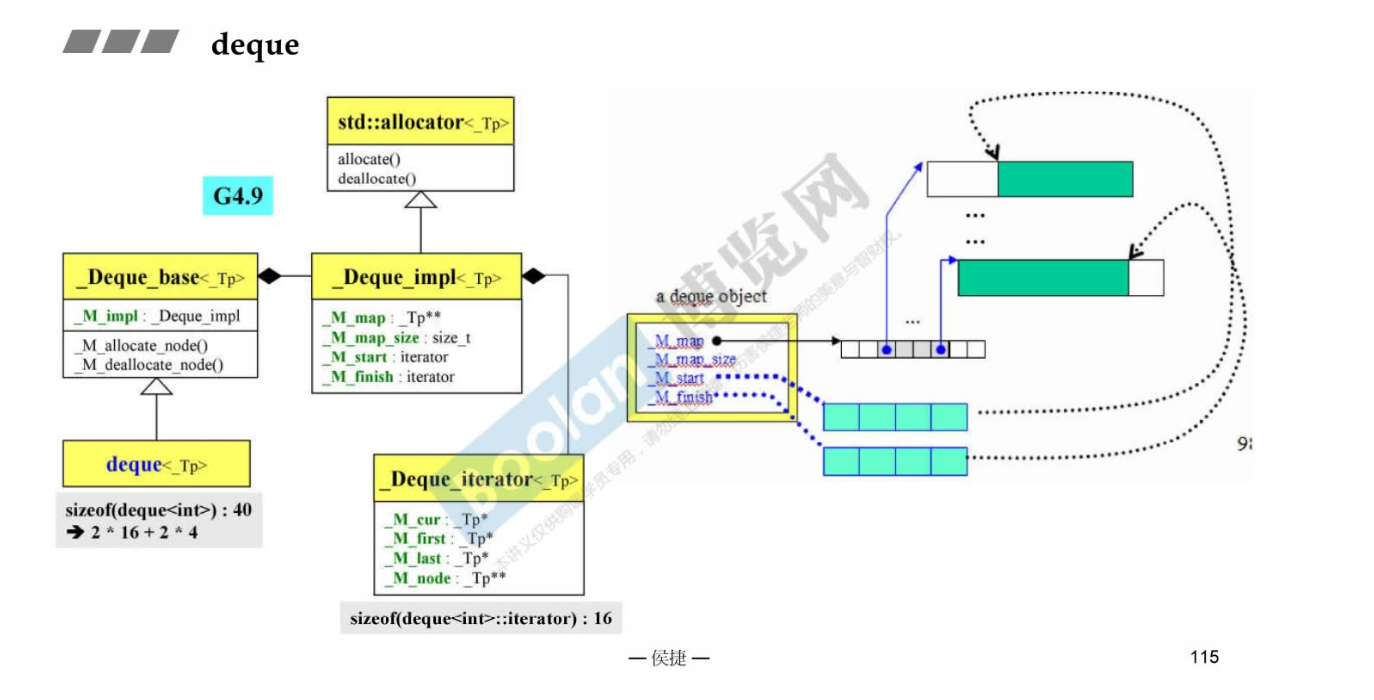 deque
std::allocator<_Tp>
allocate()
deallocate()
G4.9
_Deque_base<_Tp>
_M_impl : _Deque_impl
_M_allocate_node()
_M_deallocate_node()
_Deque_impl<_Tp>
_M_map : _Tp**
_M_map_size : size_t
_M_start : iterator
_M_finish : iterator
deque<_Tp>
sizeof(deque<int>) : 40
➔ 2 * 16 + 2 * 4
_Deque_iterator<_Tp>
_M_cur : _Tp*
_M_first : _Tp*
_M_last : _Tp*
_M_node : _Tp**
sizeof(deque<int>::iterator) : 16
a deque object
_M_map
_M_map_size
_M_start
_M_finish
...
...
...
Boolan 博览网
— 侯捷 —
115